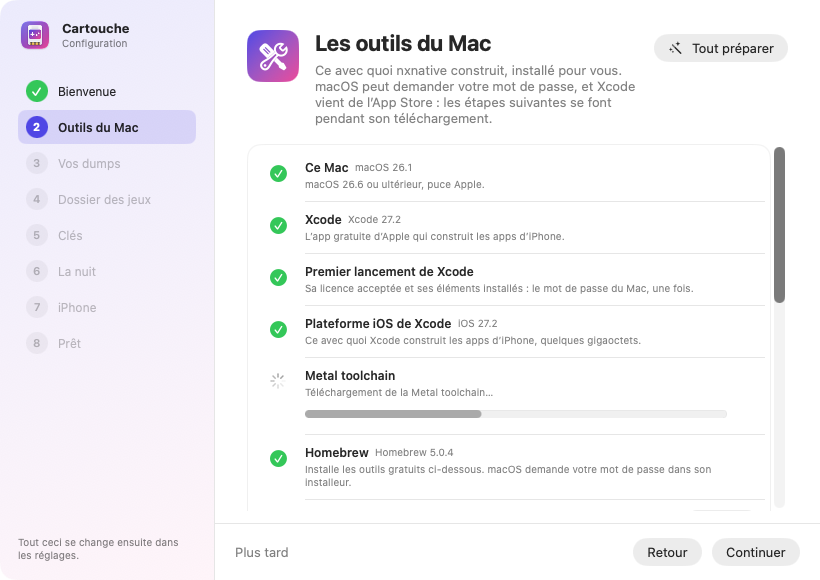 Cartouche
Configuration
Bienvenue
2 Outils du Mac
3 Vos dumps
4 Dossier des jeux
5 Clés
6 La nuit
7 iPhone
8 Prêt
Tout ceci se change ensuite dans
les réglages.
Les outils du Mac
Ce avec quoi nxnative construit, installé pour vous.
macOS peut demander votre mot de passe, et Xcode
vient de l’App Store : les étapes suivantes se font
pendant son téléchargement.
Tout préparer
Ce Mac macOS 26.1
macOS 26.6 ou ultérieur, puce Apple.
Xcode Xcode 27.2
L’app gratuite d’Apple qui construit les apps d’iPhone.
Premier lancement de Xcode
Sa licence acceptée et ses éléments installés : le mot de passe du Mac, une fois.
Plateforme iOS de Xcode iOS 27.2
Ce avec quoi Xcode construit les apps d’iPhone, quelques gigaoctets.
Metal toolchain
Téléchargement de la Metal toolchain…
Homebrew Homebrew 5.0.4
Installe les outils gratuits ci-dessous. macOS demande votre mot de passe dans son
installeur.
Plus tard
Retour
Continuer